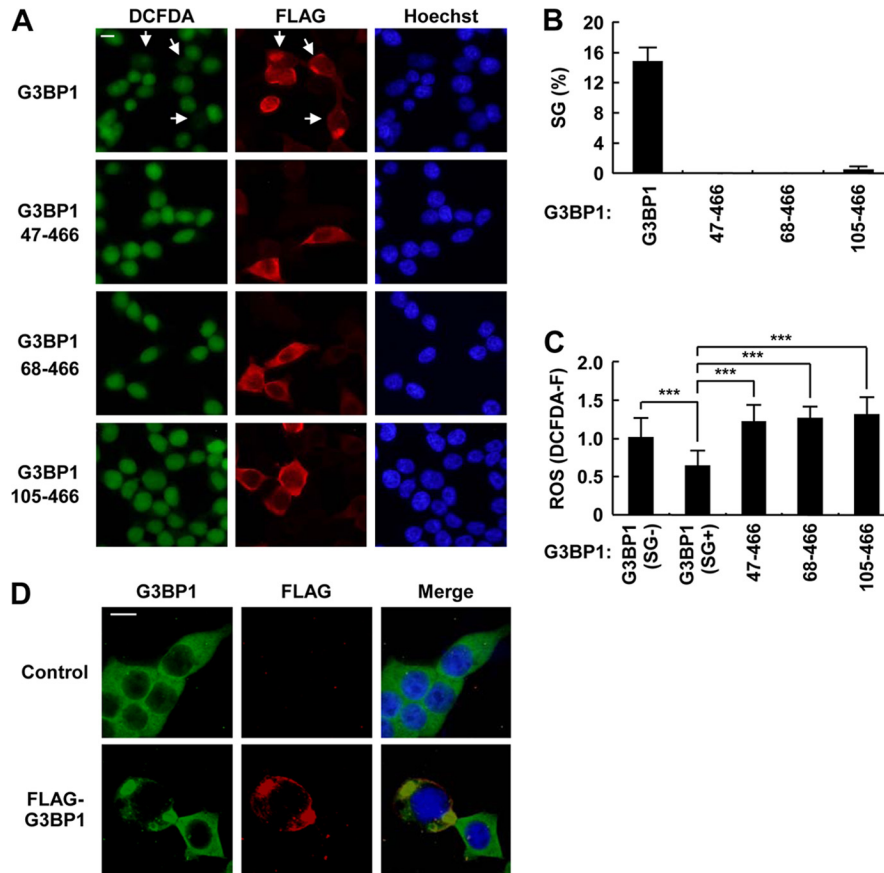 A
DCFDA
FLAG
Hoechst
G3BP1
G3BP1
47-466
G3BP1
68-466
G3BP1
105-466
B
SG (%)
20
16
12
8
4
0
G3BP1:
G3BP1
47-466
68-466
105-466
C
ROS (DCFDA-F)
2.0
1.5
1.0
0.5
0
***
***
***
***
G3BP1:
G3BP1
(SG-)
G3BP1
(SG+)
47-466
68-466
105-466
D
G3BP1
FLAG
Merge
Control
FLAG-
G3BP1